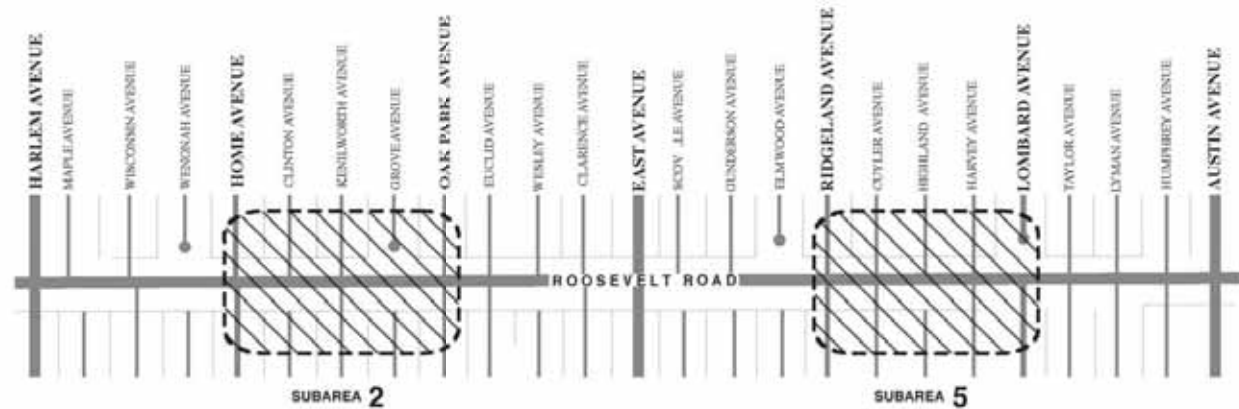 HARLEM AVENUE
MAPLE AVENUE
WISCONSIN AVENUE
WENONAH AVENUE
HOME AVENUE
CLINTON AVENUE
KENILWORTH AVENUE
GROVE AVENUE
OAK PARK AVENUE
EUCLID AVENUE
WESLEY AVENUE
CLARENCE AVENUE
EAST AVENUE
AVENUE
GUNDERSON AVENUE
ELMWOOD AVENUE
RIDGELAND AVENUE
CUYLER AVENUE
HIGHLAND AVENUE
HARVEY AVENUE
LOMBARD AVENUE
TAYLOR AVENUE
LYMAN AVENUE
HUMPHREY AVENUE
AUSTIN AVENUE
ROOSEVELT ROAD
SUBAREA 2
SUBAREA 5